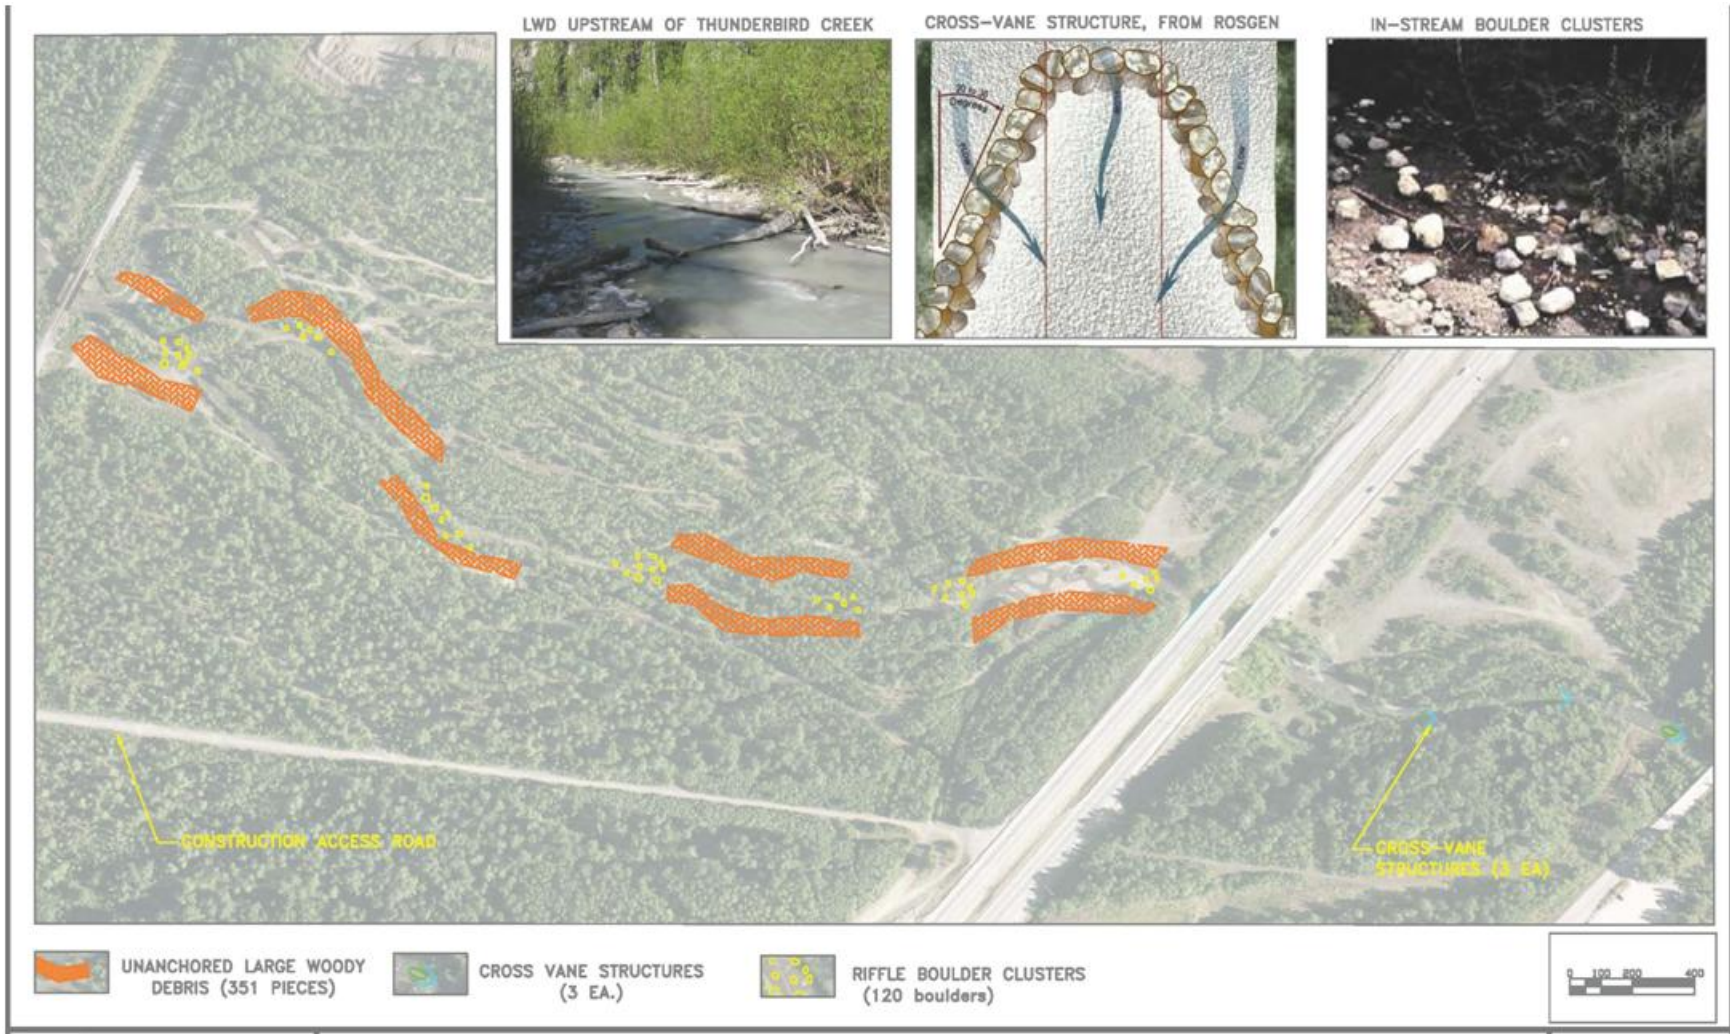 LWD UPSTREAM OF THUNDERBIRD CREEK
CROSS-VANE STRUCTURE, FROM ROSGEN
IN-STREAM BOULDER CLUSTERS
Degrees
CONSTRUCTION ACCESS ROAD
CROSS-VANE
STRUCTURES (3 EA)
UNANCHORED LARGE WOODY
DEBRIS (351 PIECES)
CROSS VANE STRUCTURES
(3 EA.)
RIFFLE BOULDER CLUSTERS
(120 boulders)
0 100 200 400